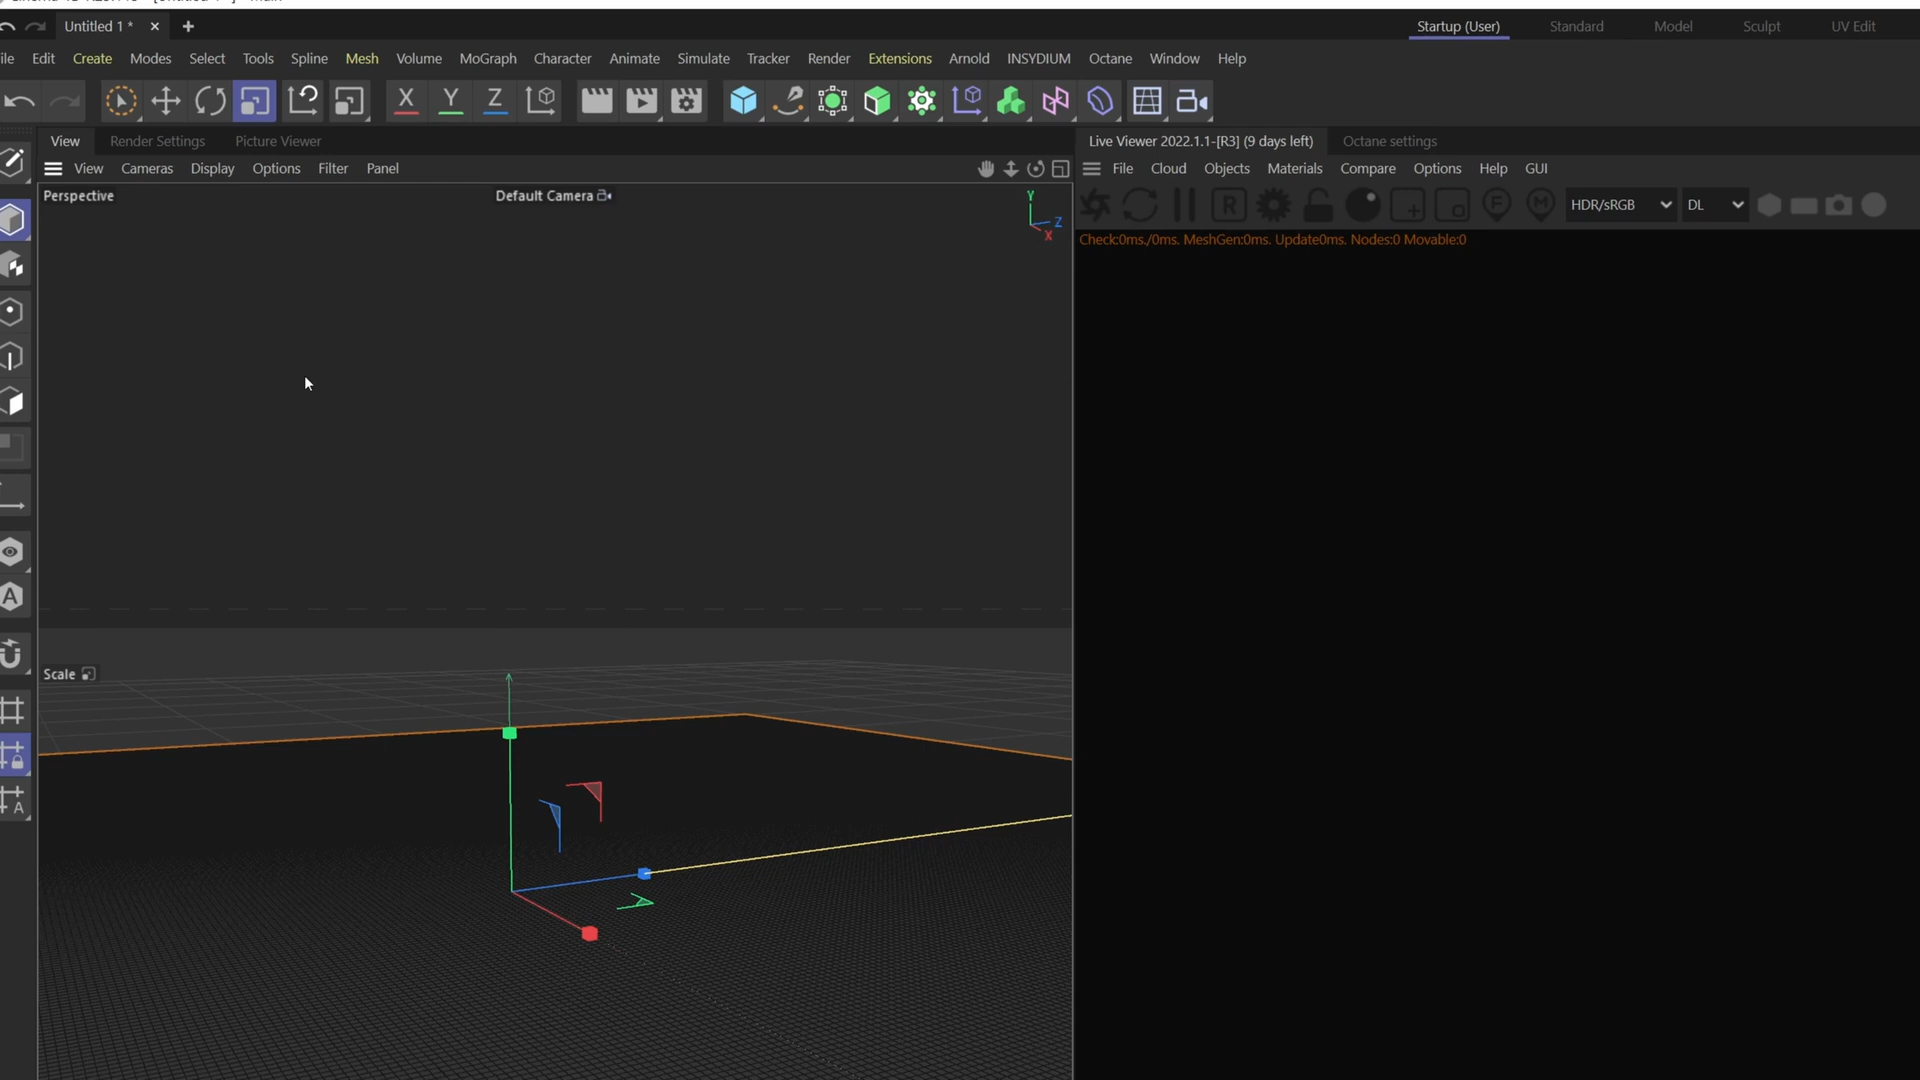 Untitled 1 *
Startup (User) Standard Model Sculpt UV Edit
ile Edit Create Modes Select Tools Spline Mesh Volume MoGraph Character Animate Simulate Tracker Render Extensions Arnold INSYDIUM Octane Window Help
X Y Z
View Render Settings Picture Viewer
Live Viewer 2022.1.1-[R3] (9 days left) Octane settings
View Cameras Display Options Filter Panel
File Cloud Objects Materials Compare Options Help GUI
Perspective
Default Camera
Y
Z
X
R
F
M
HDR/sRGB
DL
Check:0ms./0ms. MeshGen:0ms. Update0ms. Nodes:0 Movable:0
A
Scale
A